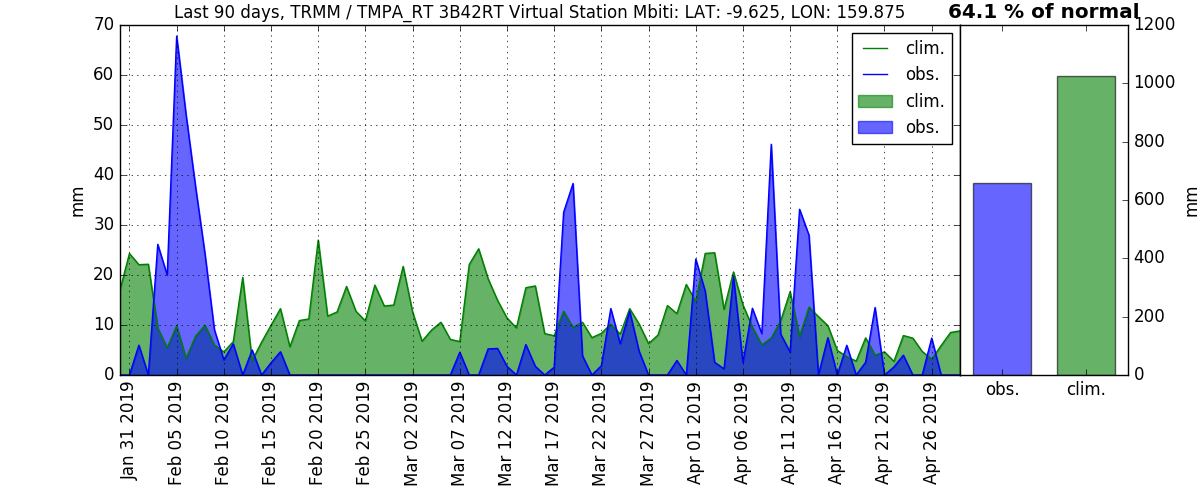 Last 90 days, TRMM / TMPA_RT 3B42RT Virtual Station Mbiti: LAT: -9.625, LON: 159.875
64.1 % of normal
70
60
50
40
30
20
10
0
mm
clim.
obs.
clim.
obs.
Jan 31 2019
Feb 05 2019
Feb 10 2019
Feb 15 2019
Feb 20 2019
Feb 25 2019
Mar 02 2019
Mar 07 2019
Mar 12 2019
Mar 17 2019
Mar 22 2019
Mar 27 2019
Apr 01 2019
Apr 06 2019
Apr 11 2019
Apr 16 2019
Apr 21 2019
Apr 26 2019
1200
1000
800
600
400
200
0
mm
obs.
clim.